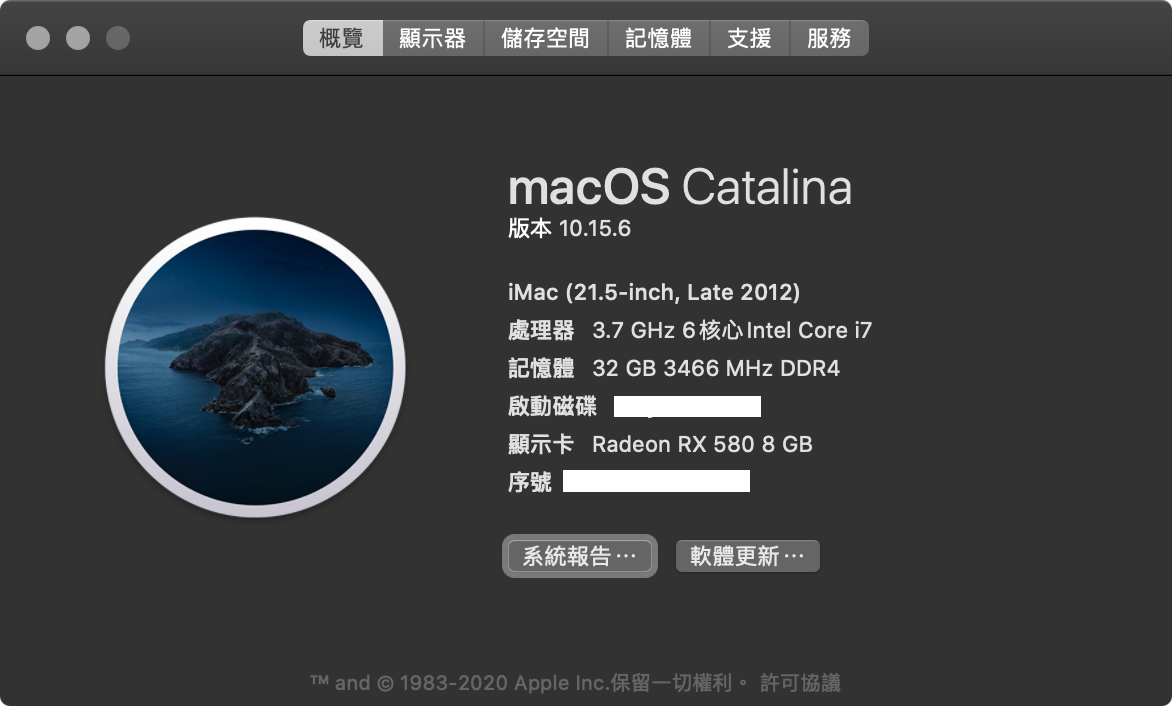 概覽 顯示器 儲存空間 記憶體 支援 服務
macOS Catalina
版本 10.15.6
iMac (21.5-inch, Late 2012)
處理器 3.7 GHz 6核心Intel Core i7
記憶體 32 GB 3466 MHz DDR4
啟動磁碟
顯示卡 Radeon RX 580 8 GB
序號
系統報告⋯ 軟體更新⋯
™ and © 1983-2020 Apple Inc.保留一切權利。 許可協議